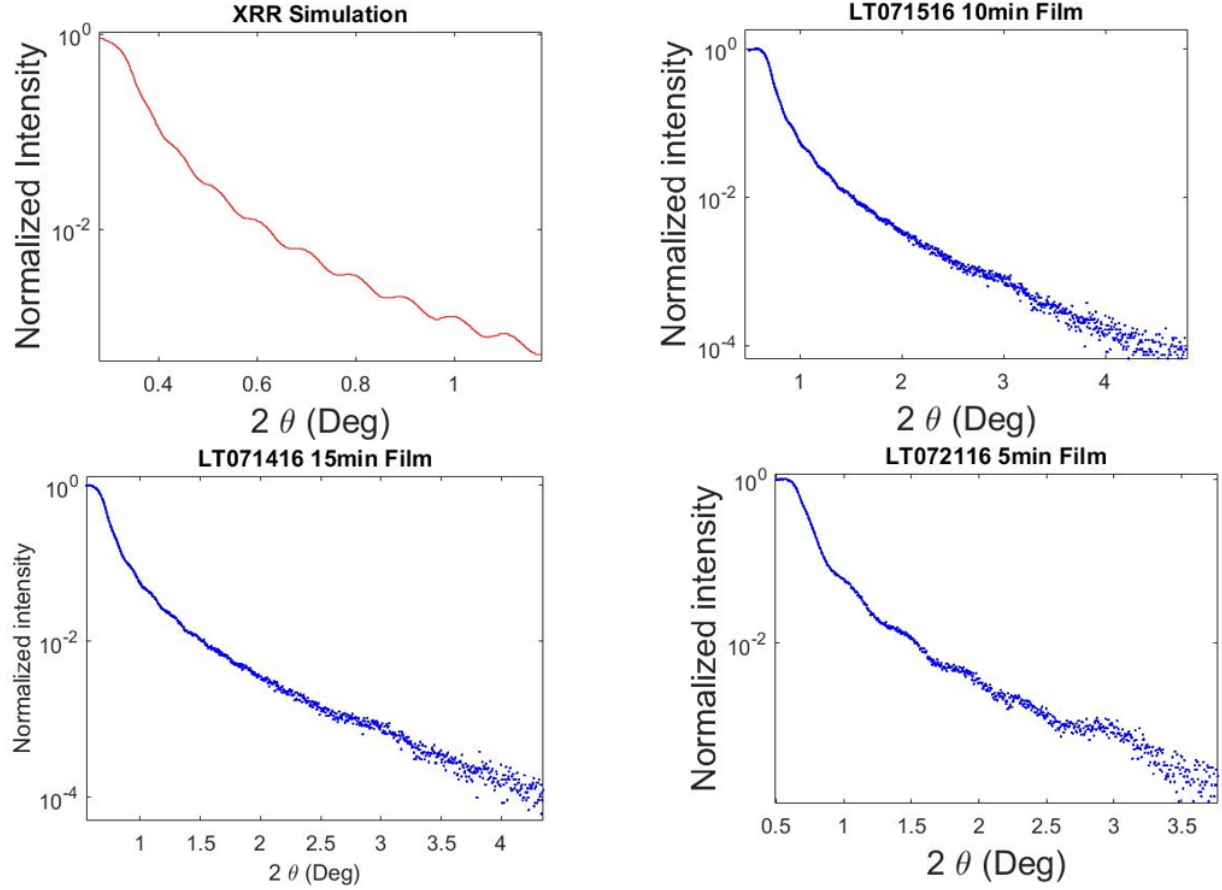 XRR Simulation
Normalized Intensity
10^0
10^-2
0.4 0.6 0.8 1
2 θ (Deg)
LT071516 10min Film
Normalized intensity
10^0
10^-2
10^-4
1 2 3 4
2 θ (Deg)
LT071416 15min Film
Normalized intensity
10^0
10^-2
10^-4
1 1.5 2 2.5 3 3.5 4
2 θ (Deg)
LT072116 5min Film
Normalized intensity
10^0
10^-2
0.5 1 1.5 2 2.5 3 3.5
2 θ (Deg)